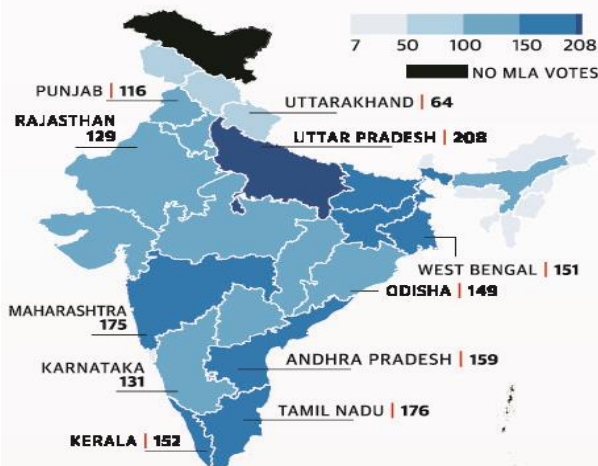 7 50 100 150 208
NO MLA VOTES
PUNJAB | 116
UTTARAKHAND | 64
RAJASTHAN
129
UTTAR PRADESH | 208
WEST BENGAL | 151
ODISHA | 149
MAHARASHTRA
175
ANDHRA PRADESH | 159
KARNATAKA
131
TAMIL NADU | 176
KERALA | 152